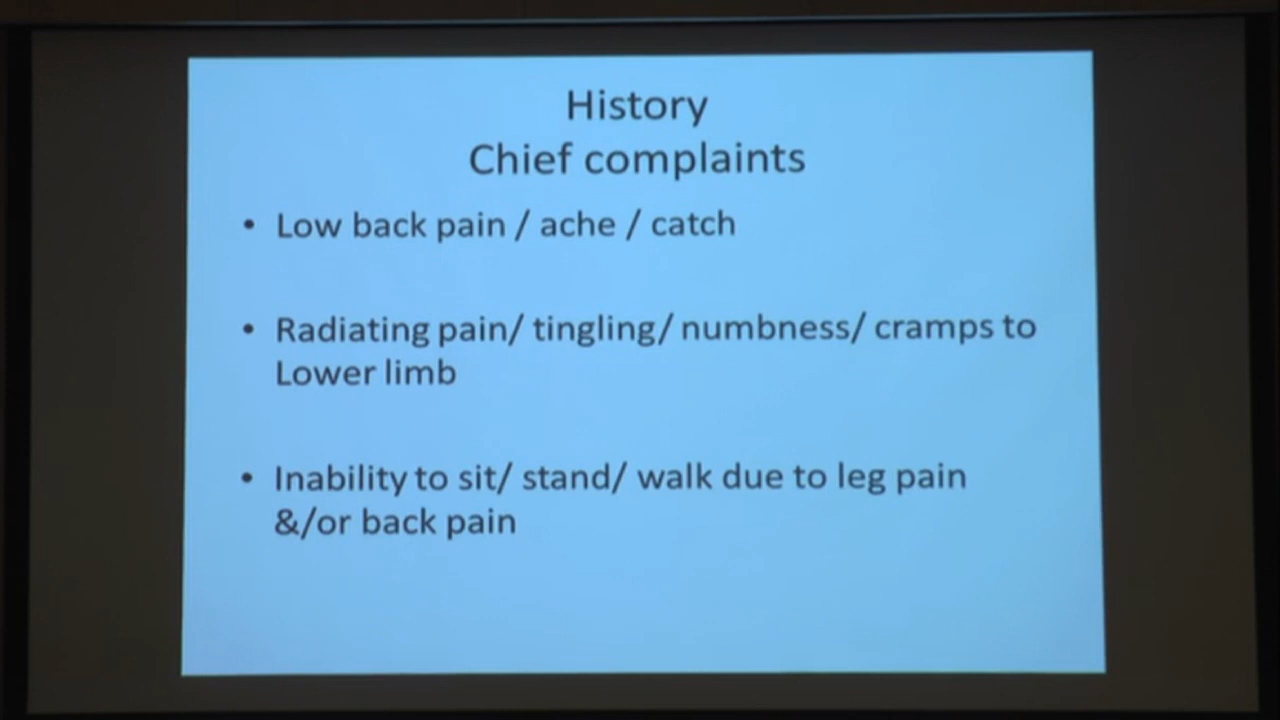 History
Chief complaints
• Low back pain / ache / catch
• Radiating pain/ tingling/ numbness/ cramps to
Lower limb
• Inability to sit/ stand/ walk due to leg pain
&/or back pain